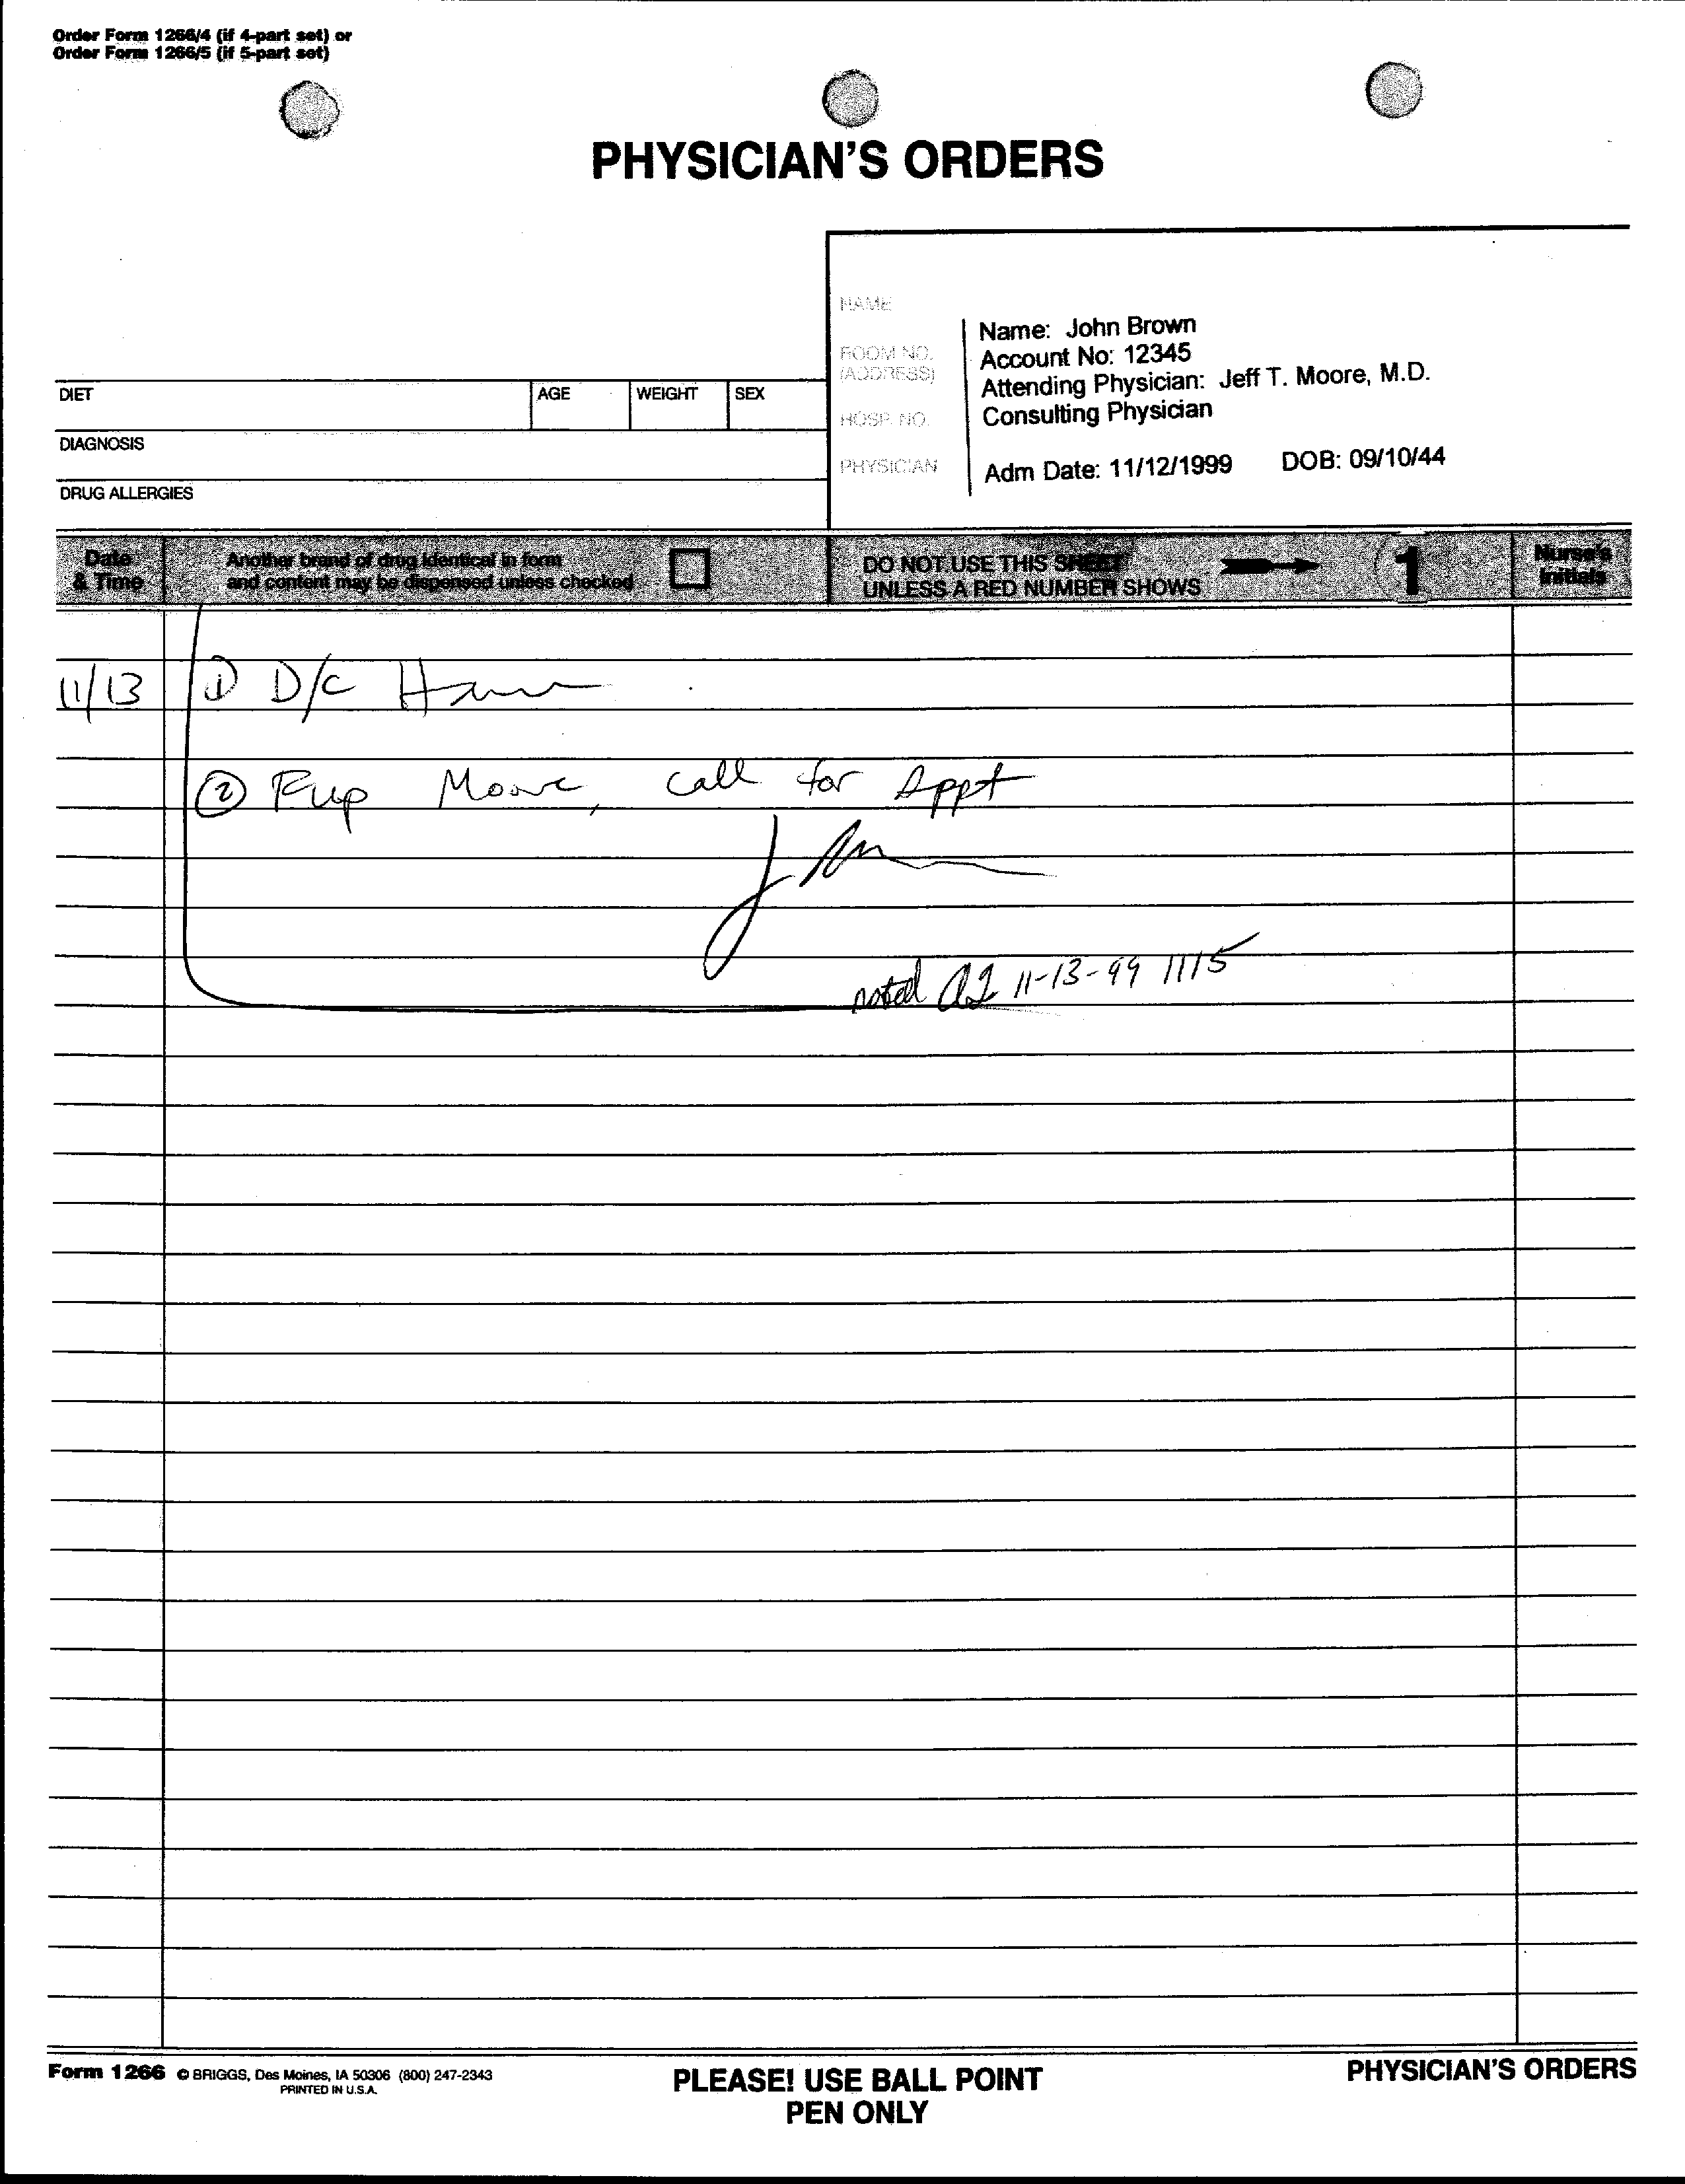 Order Form 1266/4 (if 4-part set) or
Order Form 1266/5 (if 5-part set)
PHYSICIAN'S ORDERS
NAME
ROOM NO.
(ADDRESS)
HOSP. NO.
PHYSICIAN
Name: John Brown
Account No: 12345
Attending Physician: Jeff T. Moore, M.D.
Consulting Physician
Adm Date: 11/12/1999 DOB: 09/10/44
DIET AGE WEIGHT SEX
DIAGNOSIS
DRUG ALLERGIES
Date
& Time
Another brand of drug identical in form
and content may be dispensed unless checked
DO NOT USE THIS SHEET
UNLESS A RED NUMBER SHOWS
1
Nurse's
Initials
11/13 ① D/C
② Moore, call for Appt
noted 11-13-99 1115
Form 1266 © BRIGGS, Des Moines, IA 50306 (800) 247-2343
PRINTED IN U.S.A.
PLEASE! USE BALL POINT
PEN ONLY
PHYSICIAN'S ORDERS